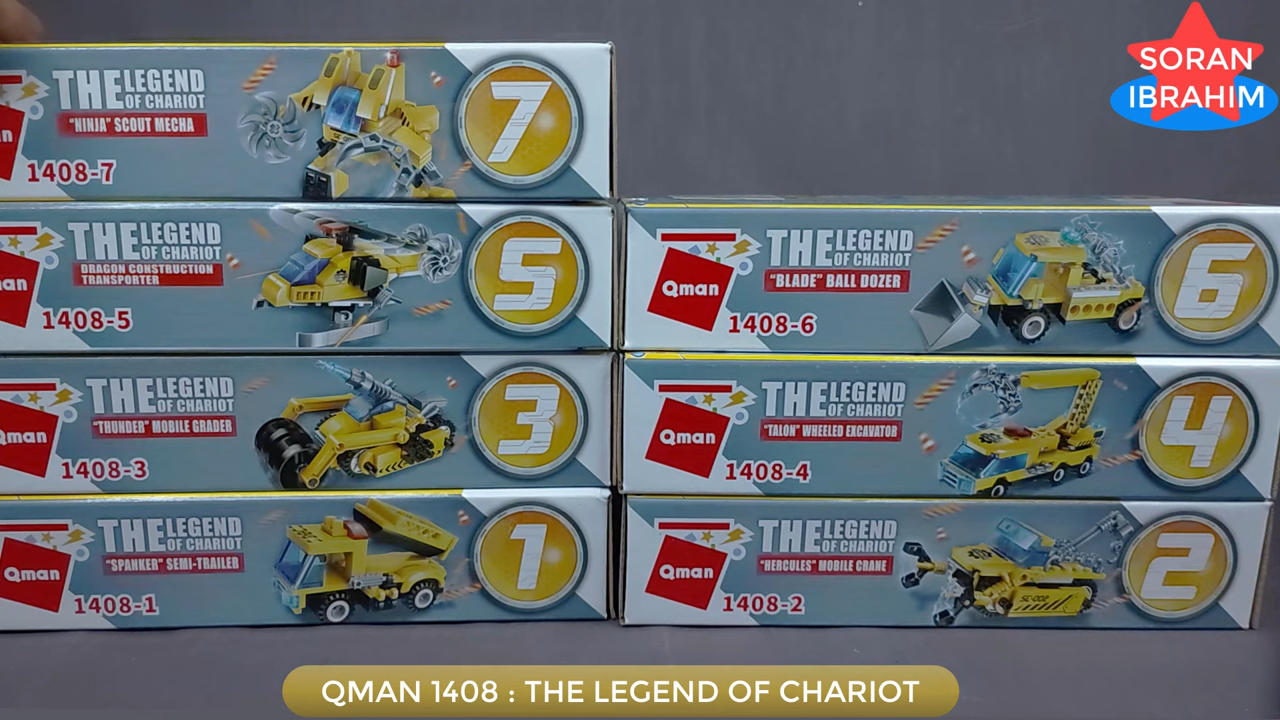 SORAN
IBRAHIM
THE LEGEND
OF CHARIOT
"NINJA" SCOUT MECHA
1408-7
7
THE LEGEND
OF CHARIOT
DRAGON CONSTRUCTION
TRANSPORTER
1408-5
5
Qman
THE LEGEND
OF CHARIOT
"BLADE" BALL DOZER
1408-6
6
Qman
THE LEGEND
OF CHARIOT
"THUNDER" MOBILE GRADER
1408-3
3
Qman
THE LEGEND
OF CHARIOT
"TALON" WHEELED EXCAVATOR
1408-4
4
Qman
THE LEGEND
OF CHARIOT
"SPANKER" SEMI-TRAILER
1408-1
1
Qman
THE LEGEND
OF CHARIOT
"HERCULES" MOBILE CRANE
1408-2
SC-002
2
QMAN 1408 : THE LEGEND OF CHARIOT